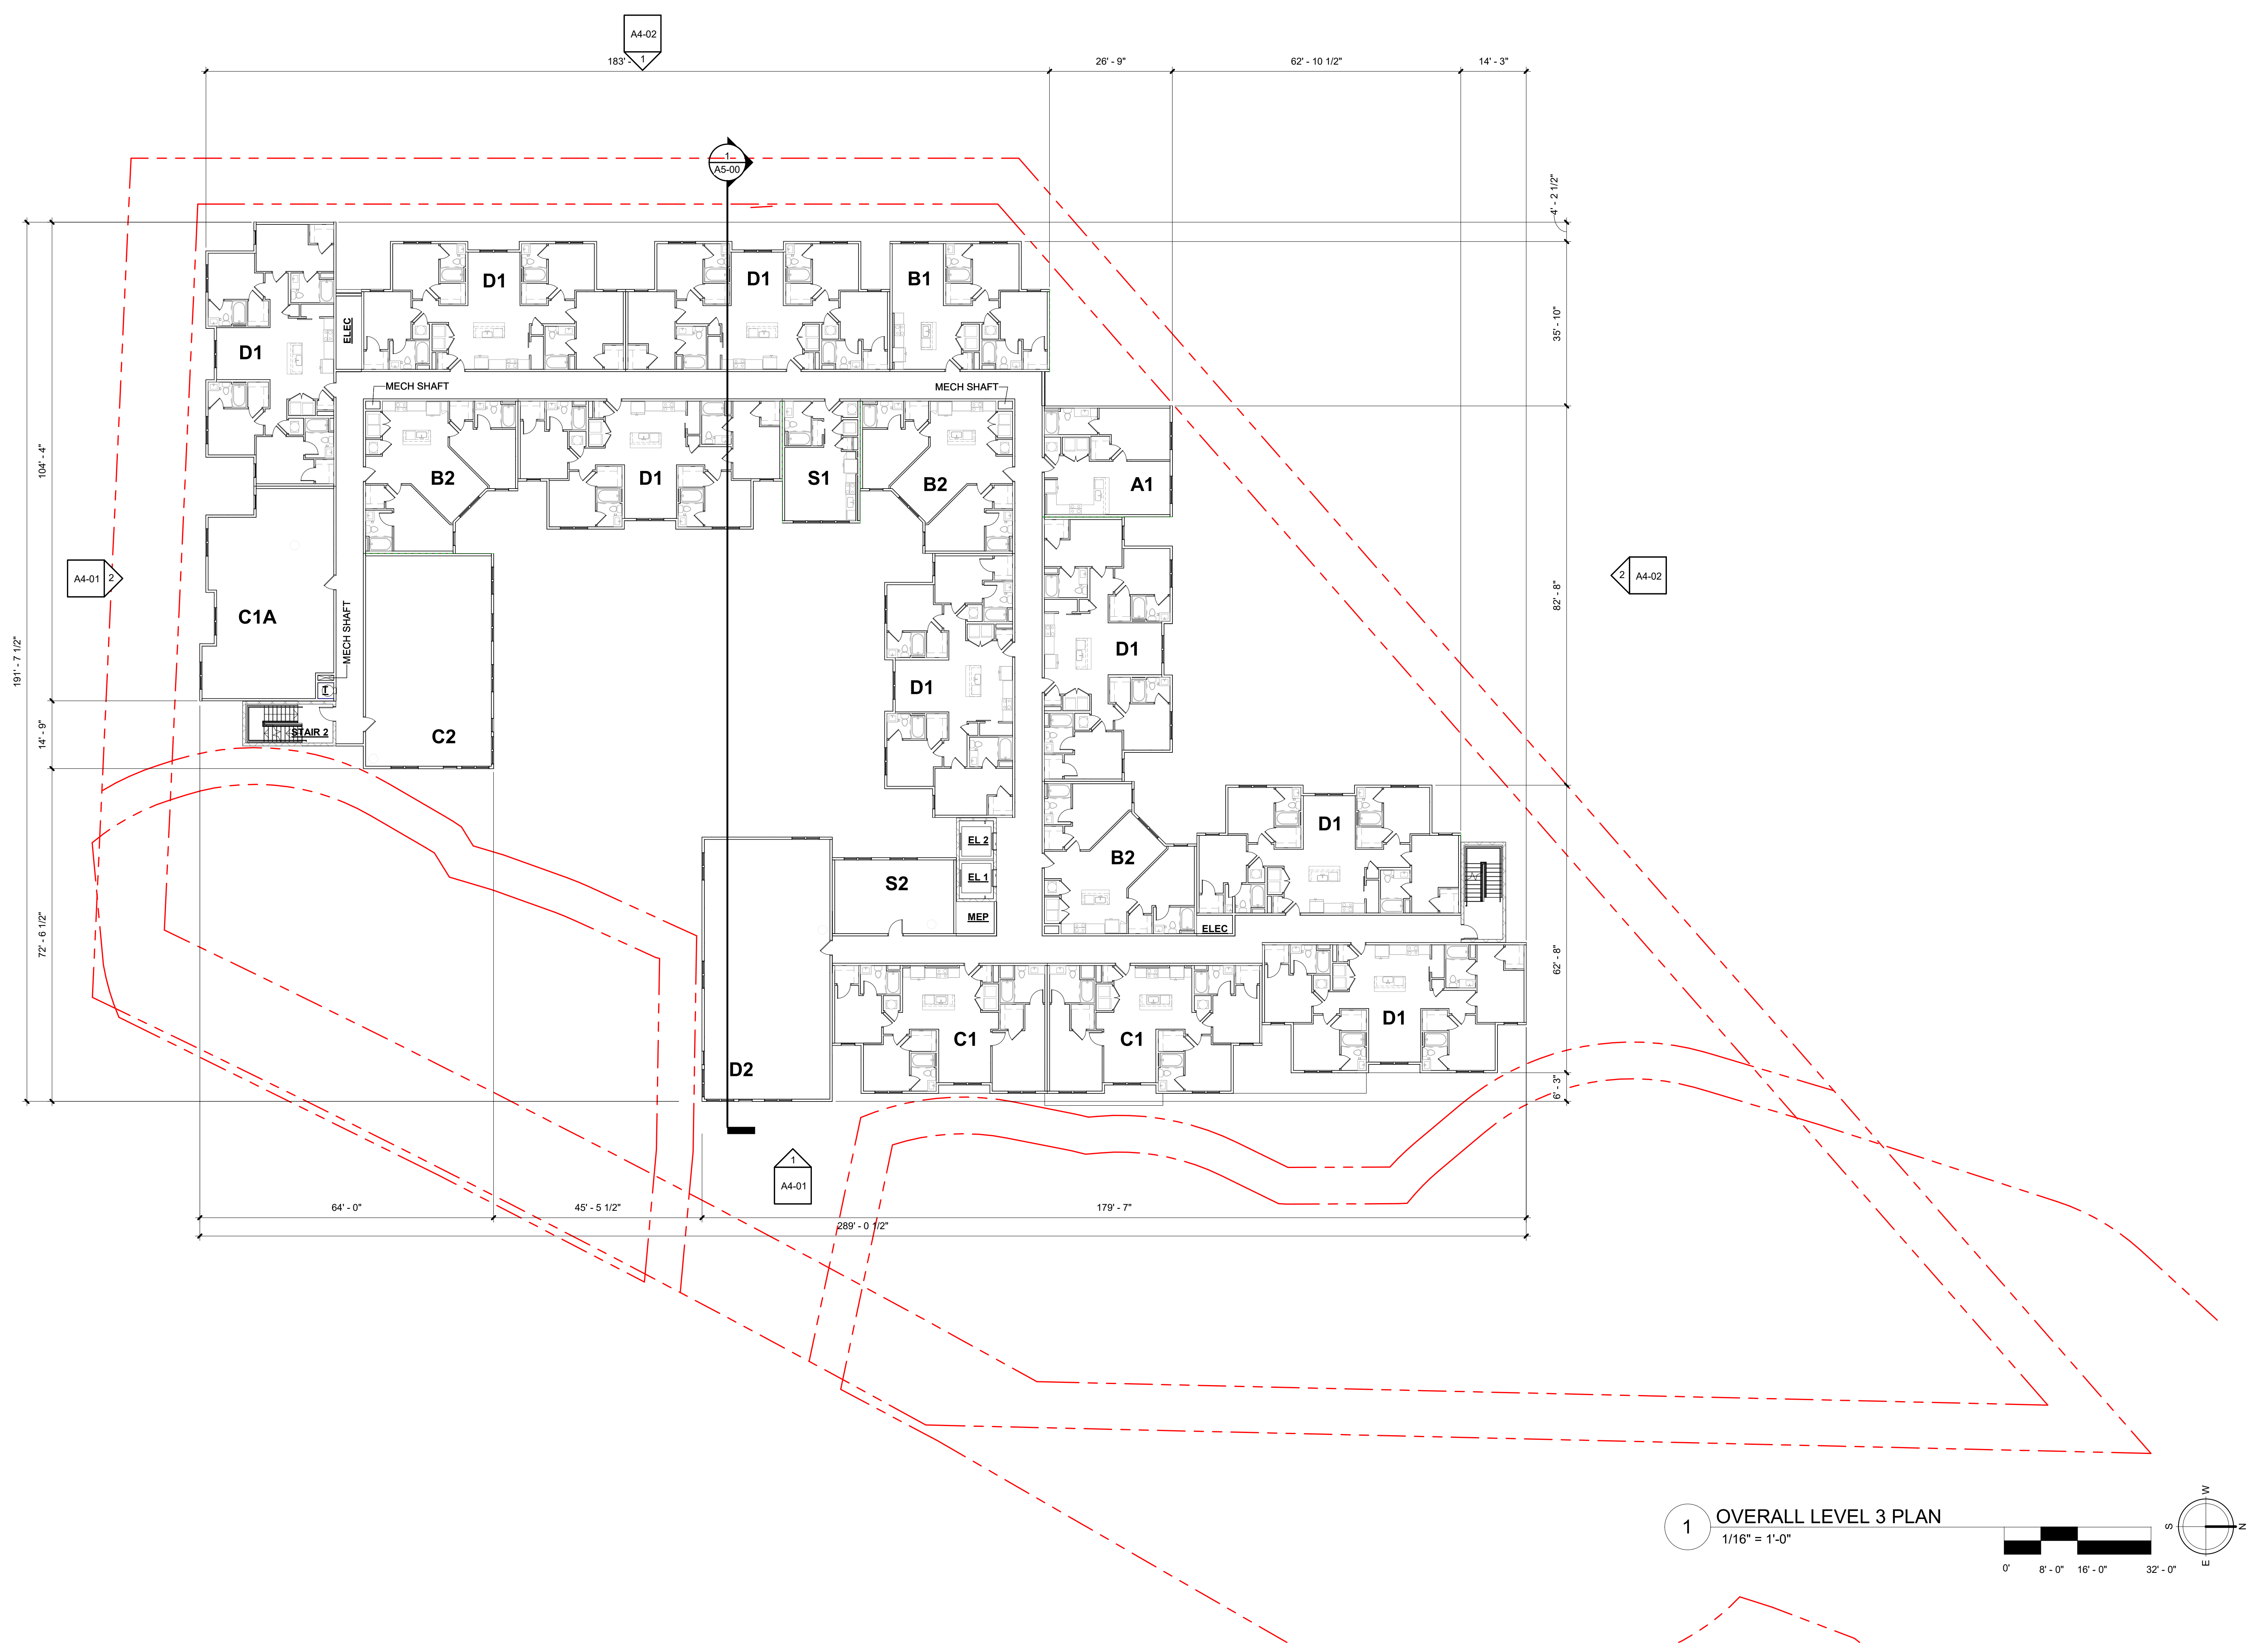 A4-02
1
183' -
26' - 9"
62' - 10 1/2"
14' - 3"
1
A5-00
4' - 2 1/2"
D1
D1
B1
ELEC
35' - 10"
D1
MECH SHAFT
MECH SHAFT
104' - 4"
B2
D1
S1
B2
A1
A4-01
2
2
A4-02
82' - 8"
C1A
MECH SHAFT
D1
191' - 7 1/2"
D1
STAIR 2
C2
14' - 9"
EL 2
D1
B2
EL 1
S2
MEP
ELEC
72' - 6 1/2"
62' - 8"
D1
C1
C1
D2
6' - 3"
1
A4-01
64' - 0"
45' - 5 1/2"
179' - 7"
289' - 0 1/2"
1
OVERALL LEVEL 3 PLAN
1/16" = 1'-0"
0'
8' - 0"
16' - 0"
32' - 0"
W
S
N
E